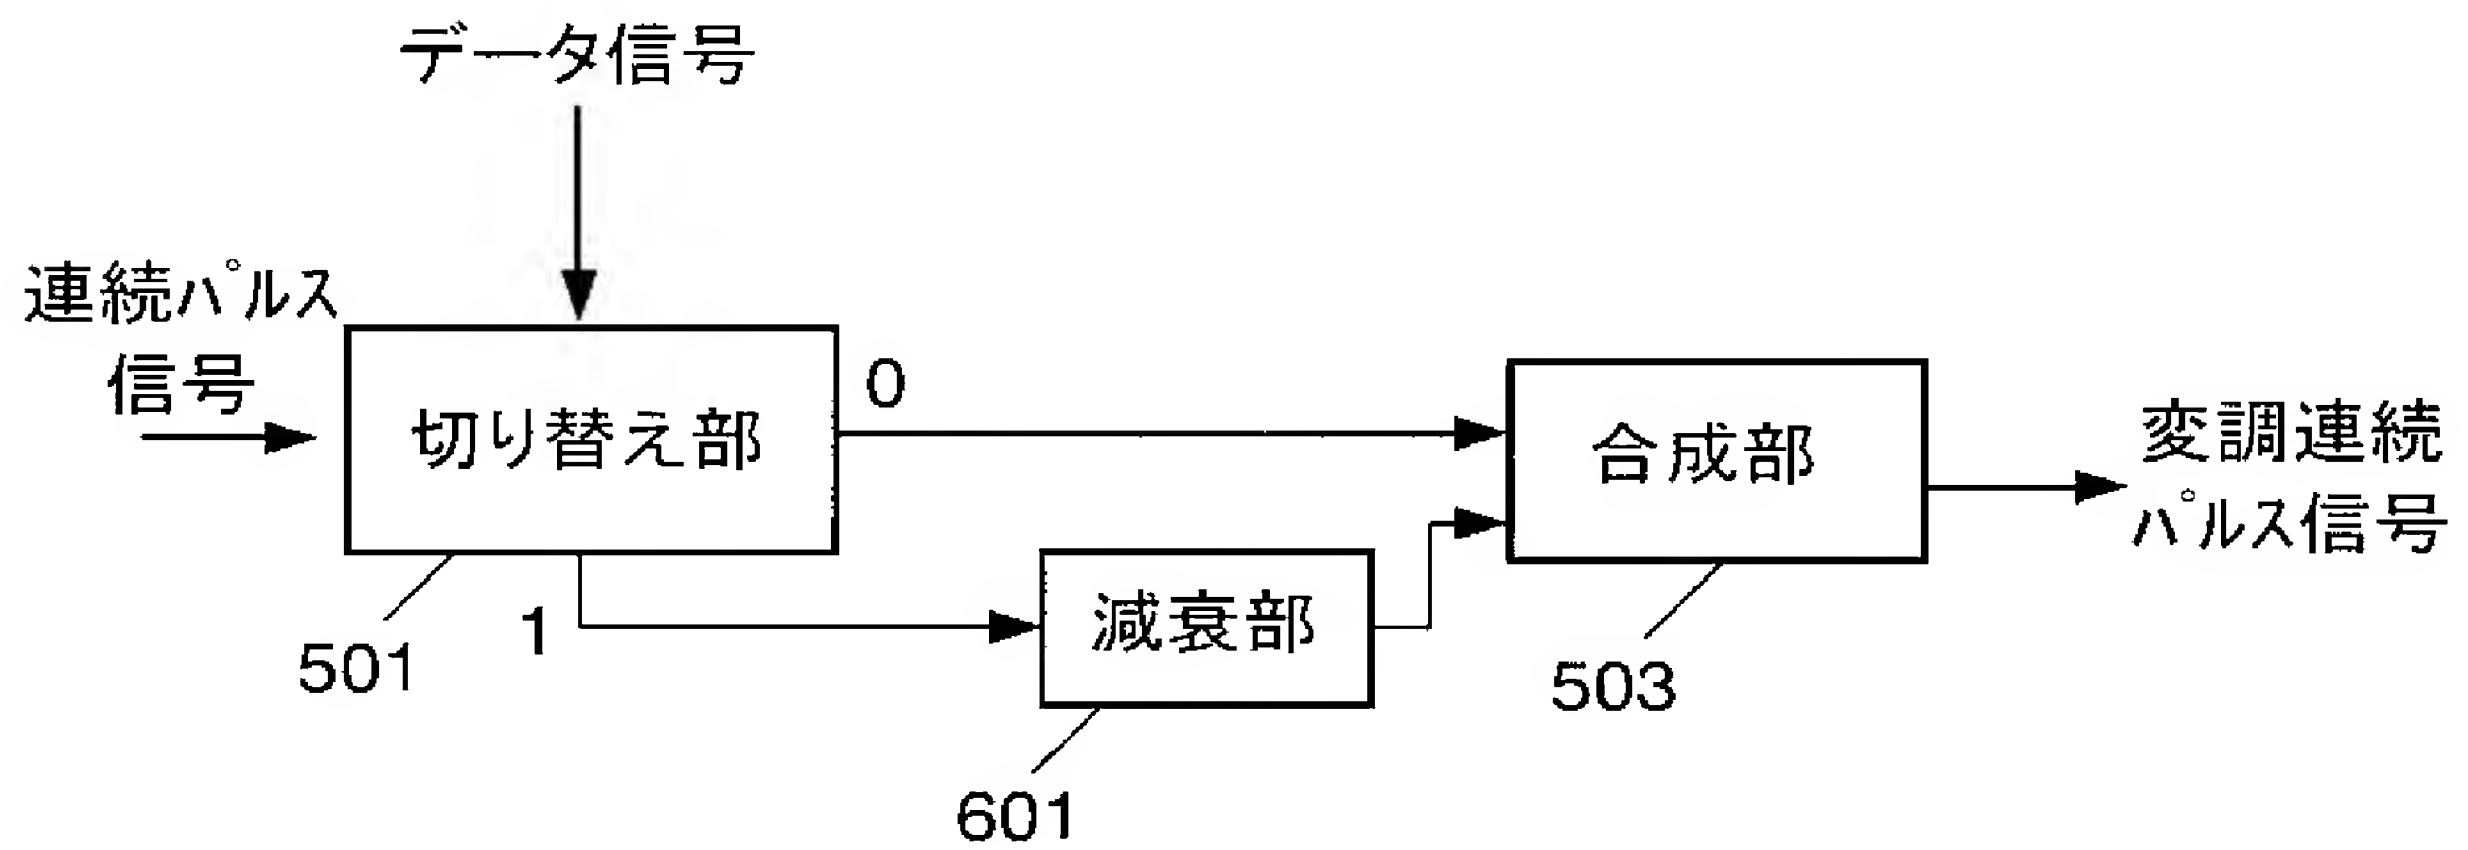 データ信号
連続パルス
信号
切り替え部
0
合成部
変調連続
パルス信号
1
減衰部
501
503
601